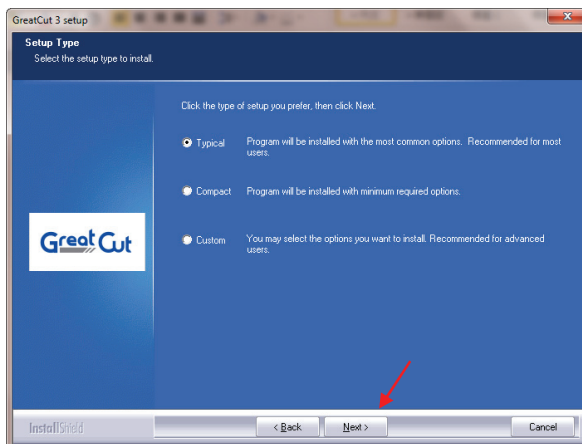 GreatCut 3 setup
Setup Type
Select the setup type to install.
Click the type of setup you prefer, then click Next.
Typical Program will be installed with the most common options. Recommended for most
users.
Compact Program will be installed with minimum required options.
Great Cut
Custom You may select the options you want to install. Recommended for advanced
users.
InstallShield
< Back Next > Cancel